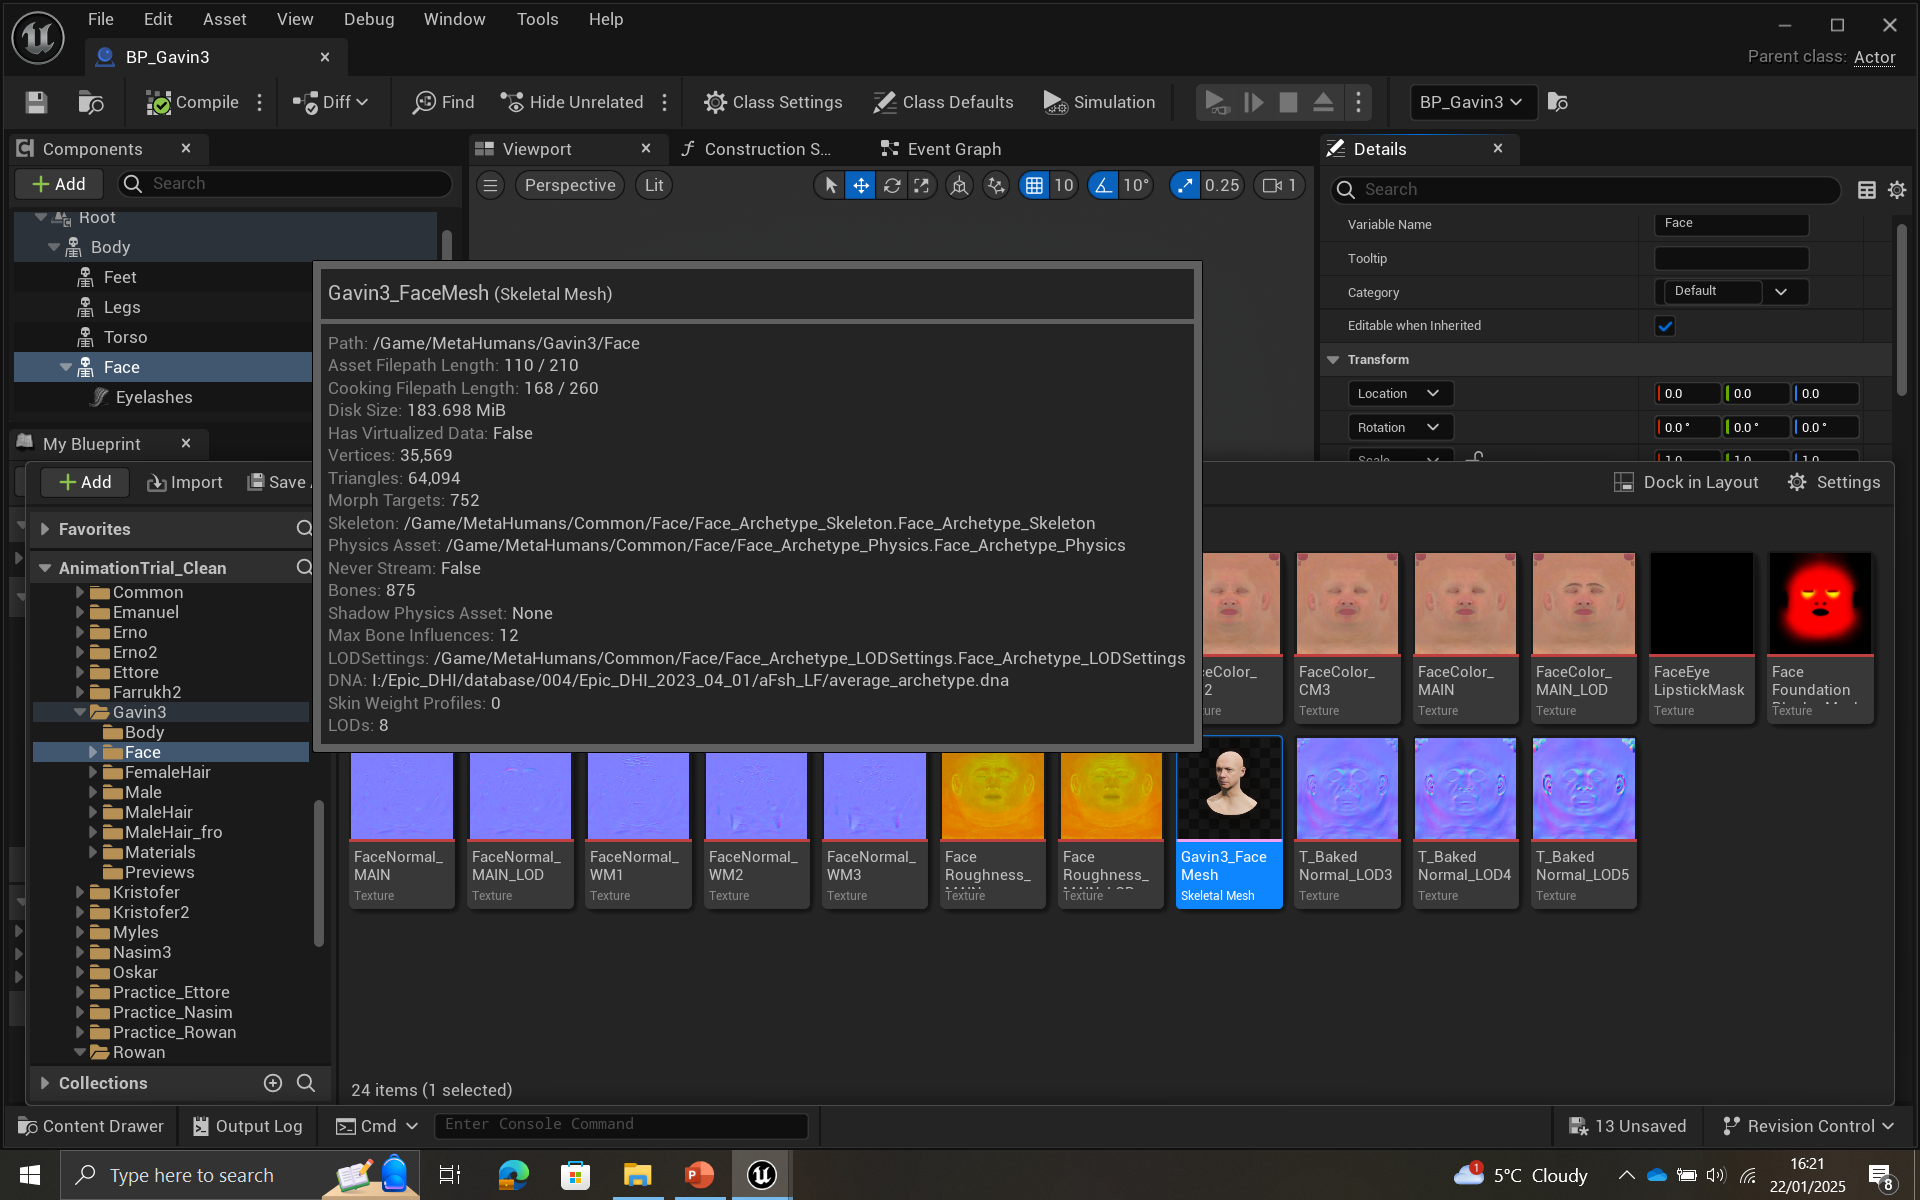 File Edit Asset View Debug Window Tools Help
BP_Gavin3
Parent class: Actor
Compile Diff Find Hide Unrelated Class Settings Class Defaults Simulation BP_Gavin3
Components
Add Search
Root
Body
Feet
Legs
Torso
Face
Eyelashes
Viewport Construction S... Event Graph
Perspective Lit 10 10° 0.25 1
Details
Search
Variable Name Face
Tooltip
Category Default
Editable when Inherited
Transform
Location 0.0 0.0 0.0
Rotation 0.0 ° 0.0 ° 0.0 °
Scale 1.0 1.0 1.0
My Blueprint
Gavin3_FaceMesh (Skeletal Mesh)
Path: /Game/MetaHumans/Gavin3/Face
Asset Filepath Length: 110 / 210
Cooking Filepath Length: 168 / 260
Disk Size: 183.698 MiB
Has Virtualized Data: False
Vertices: 35,569
Triangles: 64,094
Morph Targets: 752
Skeleton: /Game/MetaHumans/Common/Face/Face_Archetype_Skeleton.Face_Archetype_Skeleton
Physics Asset: /Game/MetaHumans/Common/Face/Face_Archetype_Physics.Face_Archetype_Physics
Never Stream: False
Bones: 875
Shadow Physics Asset: None
Max Bone Influences: 12
LODSettings: /Game/MetaHumans/Common/Face/Face_Archetype_LODSettings.Face_Archetype_LODSettings
DNA: I:/Epic_DHI/database/004/Epic_DHI_2023_04_01/aFsh_LF/average_archetype.dna
Skin Weight Profiles: 0
LODs: 8
Add Import Save
Dock in Layout Settings
Favorites
AnimationTrial_Clean
Common
Emanuel
Erno
Erno2
Ettore
Farrukh2
Gavin3
Body
Face
FemaleHair
Male
MaleHair
MaleHair_fro
Materials
Previews
Kristofer
Kristofer2
Myles
Nasim3
Oskar
Practice_Ettore
Practice_Nasim
Practice_Rowan
Rowan
Collections
FaceColor_
CM3
Texture
FaceColor_
MAIN
Texture
FaceColor_
MAIN_LOD
Texture
FaceEye
LipstickMask
Texture
Face
Foundation
Texture
FaceNormal_
MAIN
Texture
FaceNormal_
MAIN_LOD
Texture
FaceNormal_
WM1
Texture
FaceNormal_
WM2
Texture
FaceNormal_
WM3
Texture
Face
Roughness_
Texture
Face
Roughness_
Texture
Gavin3_Face
Mesh
Skeletal Mesh
T_Baked
Normal_LOD3
Texture
T_Baked
Normal_LOD4
Texture
T_Baked
Normal_LOD5
Texture
24 items (1 selected)
Content Drawer Output Log Cmd Enter Console Command 13 Unsaved Revision Control
Type here to search
1 5°C Cloudy
16:21
22/01/2025
8